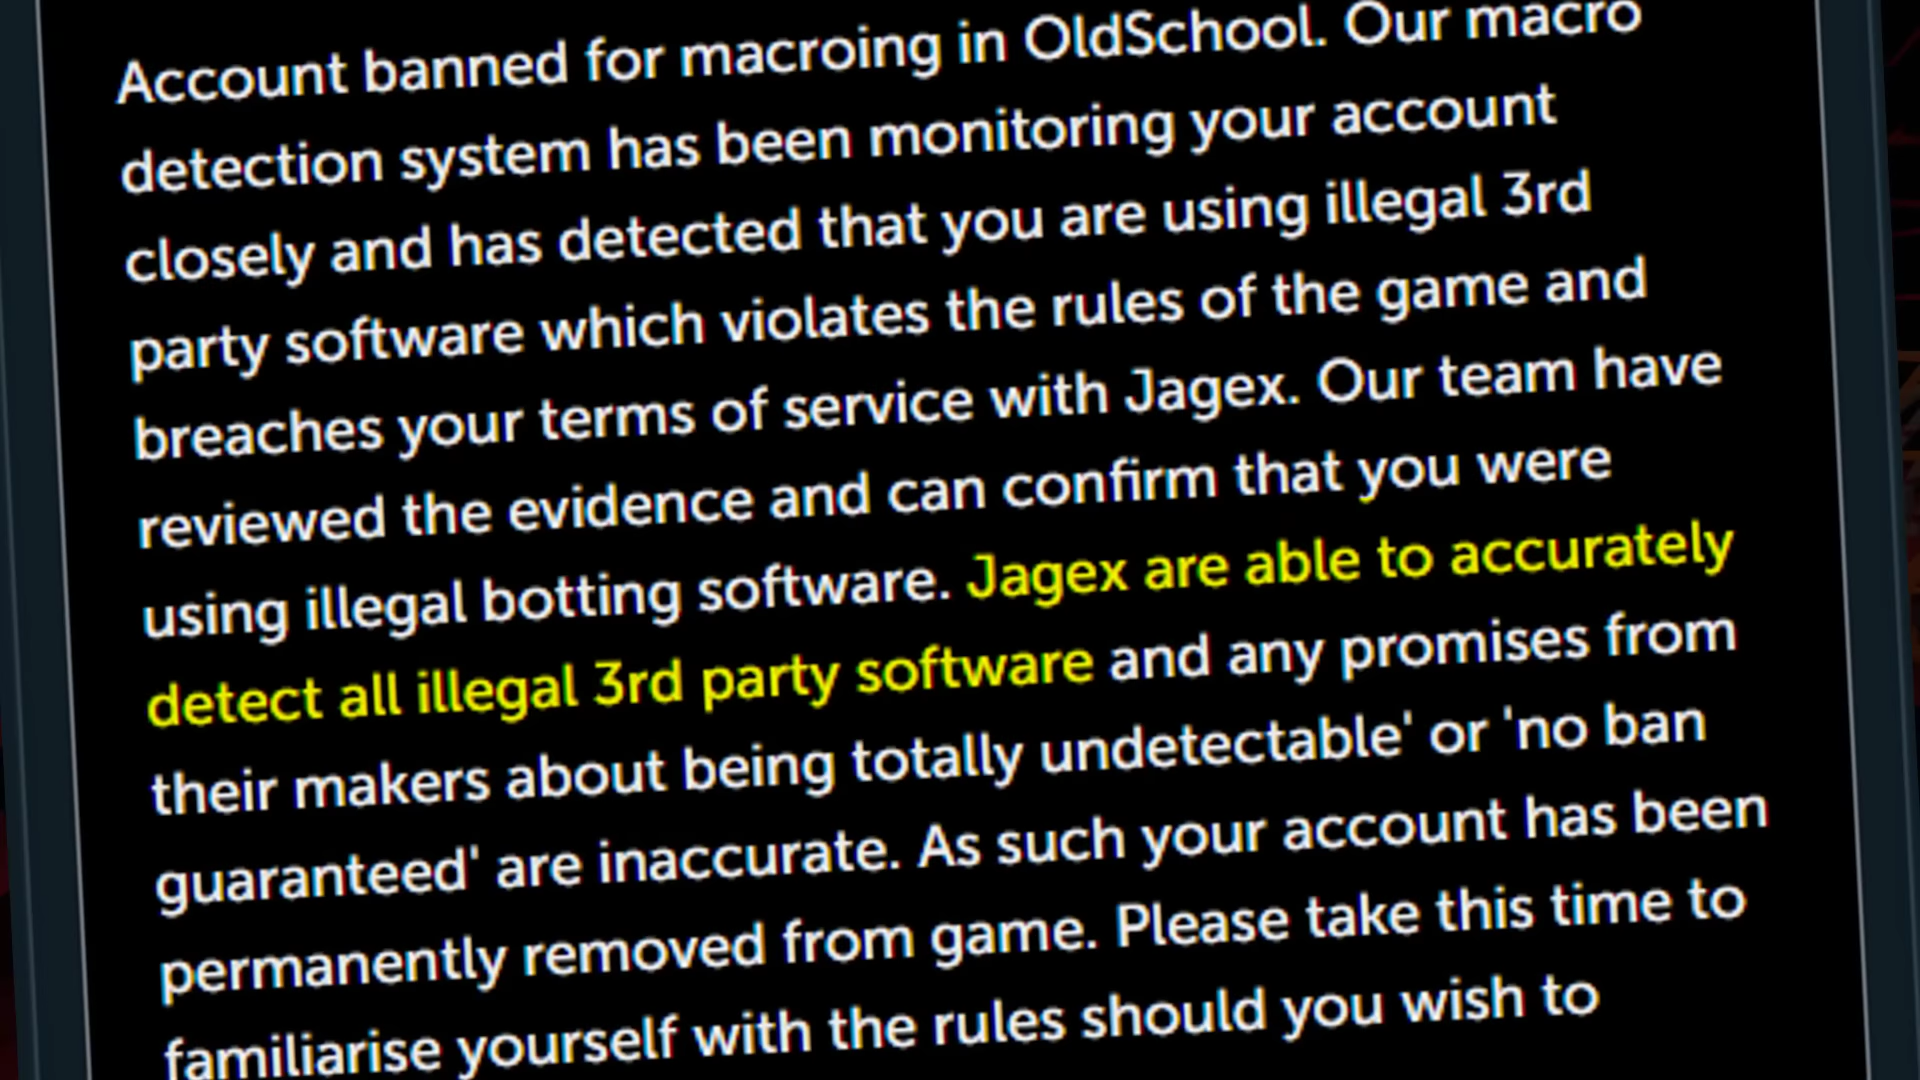 Account banned for macroing in OldSchool. Our macro
detection system has been monitoring your account
closely and has detected that you are using illegal 3rd
party software which violates the rules of the game and
breaches your terms of service with Jagex. Our team have
reviewed the evidence and can confirm that you were
using illegal botting software. Jagex are able to accurately
detect all illegal 3rd party software and any promises from
their makers about being totally undetectable' or 'no ban
guaranteed' are inaccurate. As such your account has been
permanently removed from game. Please take this time to
familiarise yourself with the rules should you wish to